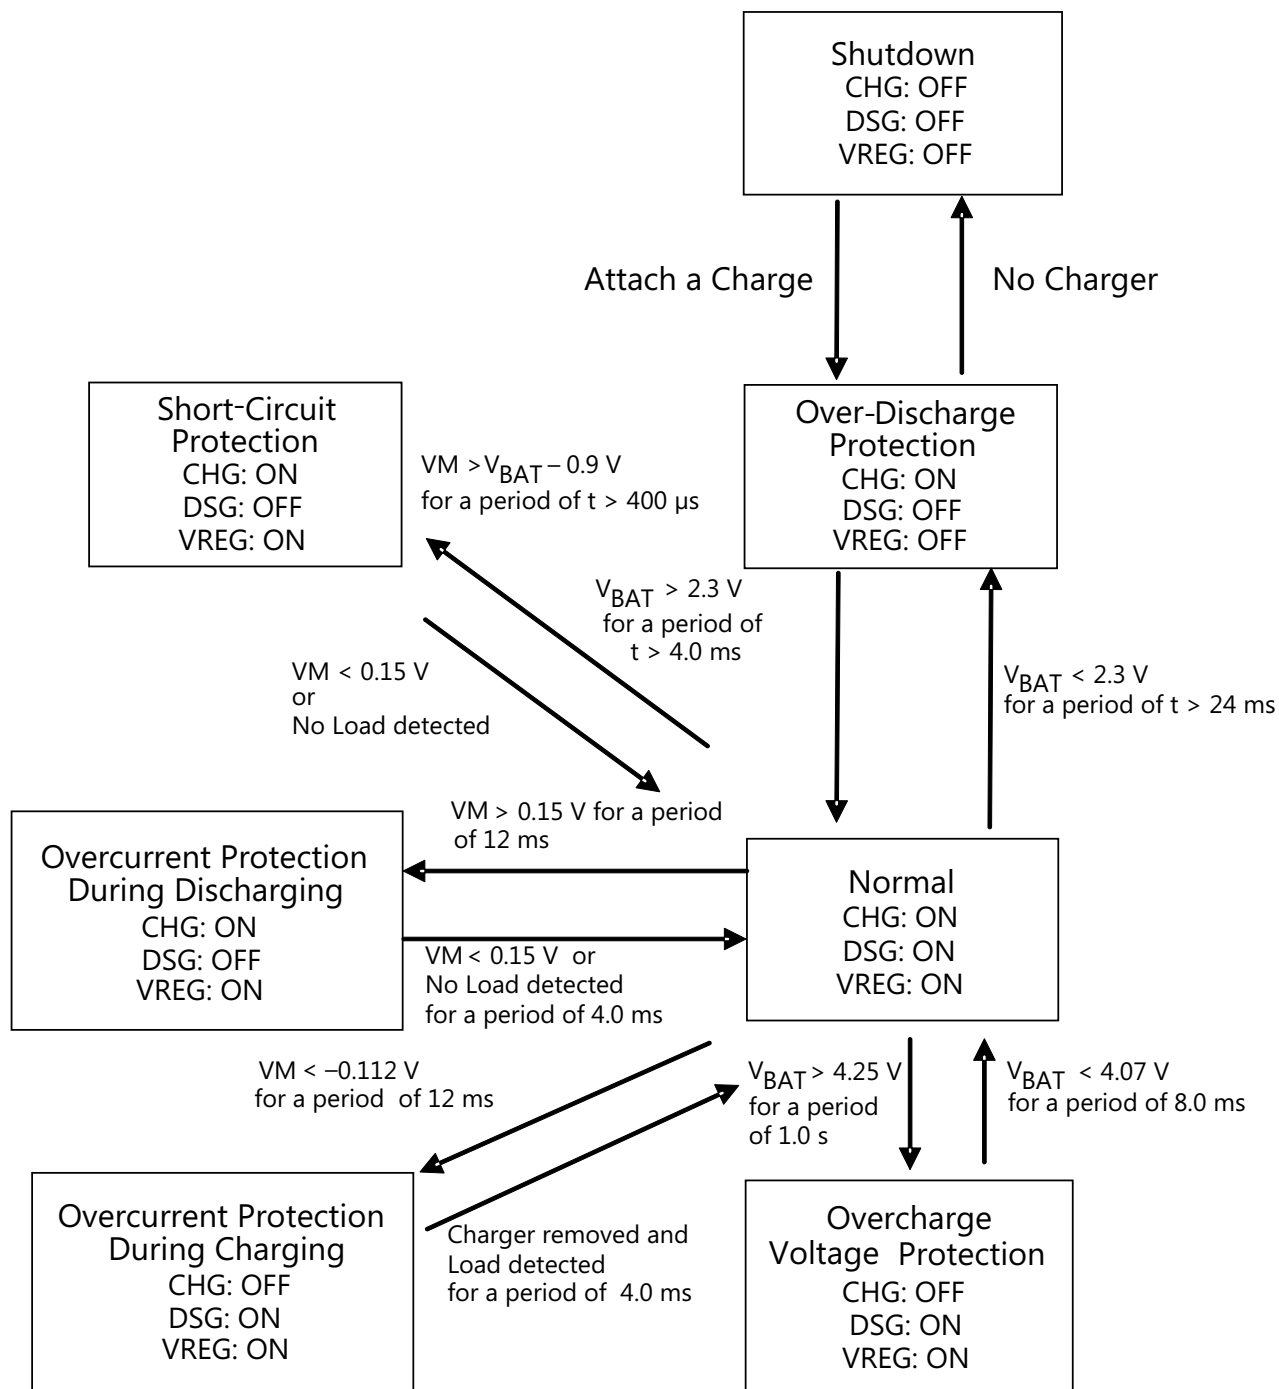 Shutdown
CHG: OFF
DSG: OFF
VREG: OFF
Attach a Charge
No Charger
Short-Circuit
Protection
CHG: ON
DSG: OFF
VREG: ON
VM > VBAT – 0.9 V
for a period of t > 400 µs
Over-Discharge
Protection
CHG: ON
DSG: OFF
VREG: OFF
VBAT > 2.3 V
for a period of
t > 4.0 ms
VM < 0.15 V
or
No Load detected
VBAT < 2.3 V
for a period of t > 24 ms
VM > 0.15 V for a period
of 12 ms
Overcurrent Protection
During Discharging
CHG: ON
DSG: OFF
VREG: ON
Normal
CHG: ON
DSG: ON
VREG: ON
VM < 0.15 V or
No Load detected
for a period of 4.0 ms
VM < –0.112 V
for a period of 12 ms
VBAT > 4.25 V
for a period
of 1.0 s
VBAT < 4.07 V
for a period of 8.0 ms
Overcurrent Protection
During Charging
CHG: OFF
DSG: ON
VREG: ON
Charger removed and
Load detected
for a period of 4.0 ms
Overcharge
Voltage Protection
CHG: OFF
DSG: ON
VREG: ON